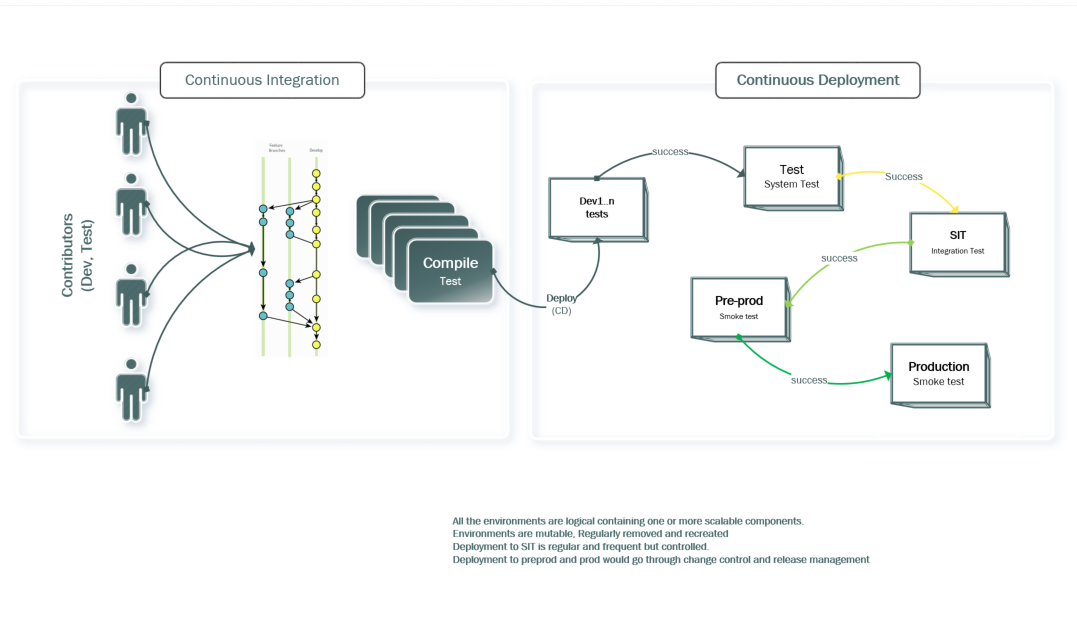 Continuous Integration
Contributors
(Dev, Test)
Feature
Branches
Develop
Compile
Test
Deploy
(CD)
Continuous Deployment
Dev1..n
tests
success
Test
System Test
Success
SIT
Integration Test
success
Pre-prod
Smoke test
success
Production
Smoke test
All the environments are logical containing one or more scalable components.
Environments are mutable, Regularly removed and recreated
Deployment to SIT is regular and frequent but controlled.
Deployment to preprod and prod would go through change control and release management